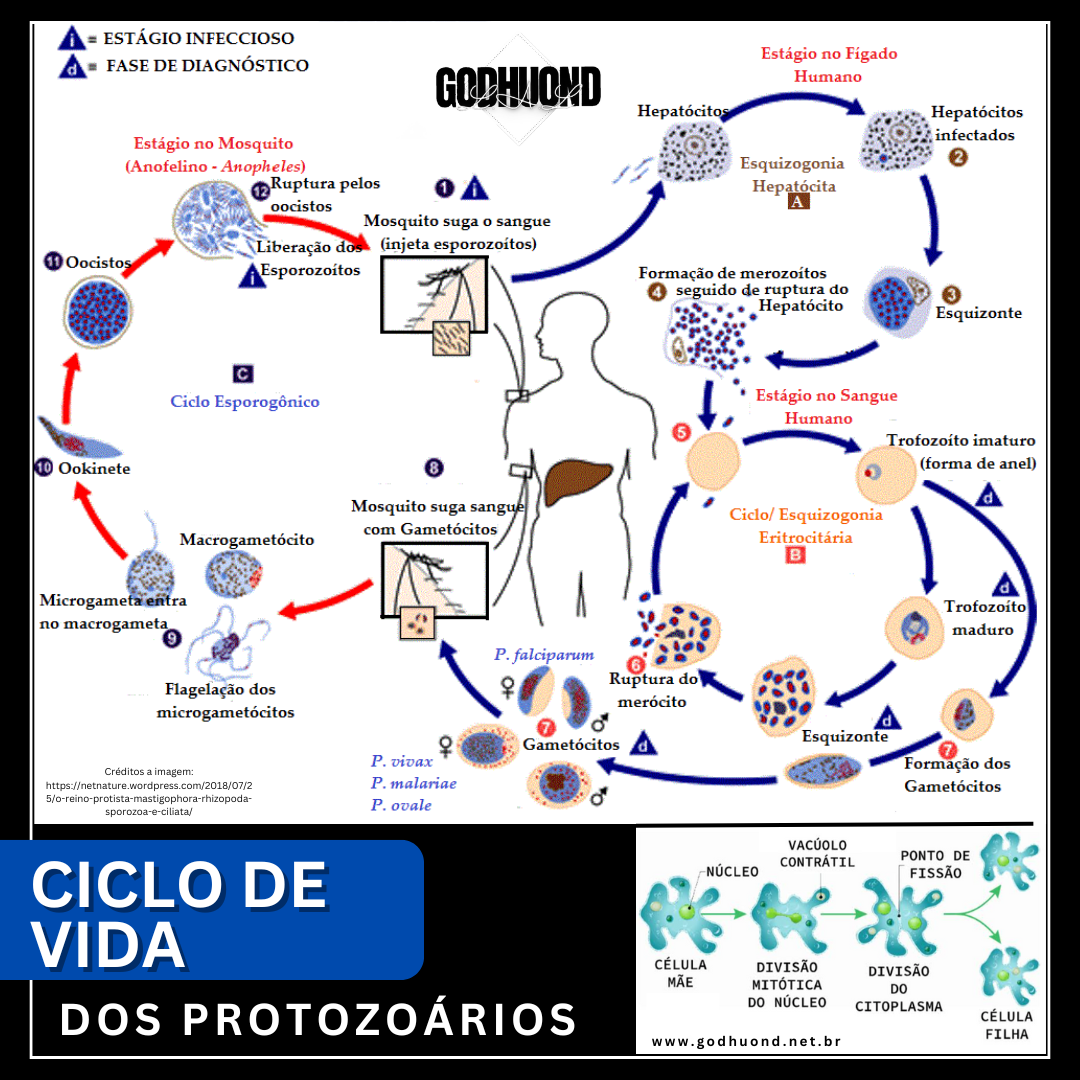 i = ESTÁGIO INFECCIOSO
d = FASE DE DIAGNÓSTICO
GODHUOND
Estágio no Fígado
Humano
Hepatócitos
Hepatócitos
infectados
2
Esquizogonia
Hepatócita
A
Estágio no Mosquito
(Anofelino - Anopheles)
12 Ruptura pelos
oocistos
Liberação dos
Esporozoítos
i
1 i
Mosquito suga o sangue
(injeta esporozoítos)
11 Oocistos
Formação de merozoítos
4 seguido de ruptura do
Hepatócito
3
Esquizonte
C
Ciclo Esporogônico
Estágio no Sangue
Humano
5
Trofozoíto imaturo
(forma de anel)
d
10 Ookinete
8
Mosquito suga sangue
com Gametócitos
Ciclo/ Esquizogonia
Eritrocitária
B
d
Macrogametócito
Microgameta entra
no macrogameta
9
Flagelação dos
microgametócitos
Trofozoíto
maduro
P. falciparum
♀
♂
6
Ruptura do
merócito
7
Gametócitos
d
♀
♂
P. vivax
P. malariae
P. ovale
d
Esquizonte
7
Formação dos
Gametócitos
Créditos a imagem:
https://netnature.wordpress.com/2018/07/2
5/o-reino-protista-mastigophora-rhizopoda-
sporozoa-e-ciliata/
CICLO DE
VIDA
DOS PROTOZOÁRIOS
NÚCLEO
VACÚOLO
CONTRÁTIL
PONTO DE
FISSÃO
CÉLULA
MÃE
DIVISÃO
MITÓTICA
DO NÚCLEO
DIVISÃO
DO
CITOPLASMA
CÉLULA
FILHA
www.godhuond.net.br